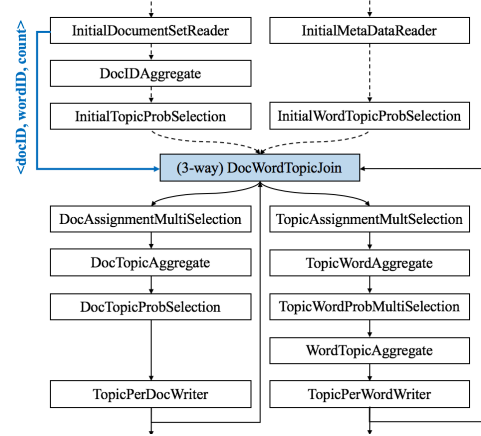 InitialDocumentSetReader
InitialMetaDataReader
<docID, wordID, count>
DocIDAggregate
InitialTopicProbSelection
InitialWordTopicProbSelection
(3-way) DocWordTopicJoin
DocAssignmentMultiSelection
TopicAssignmentMultSelection
DocTopicAggregate
TopicWordAggregate
DocTopicProbSelection
TopicWordProbMultiSelection
WordTopicAggregate
TopicPerDocWriter
TopicPerWordWriter